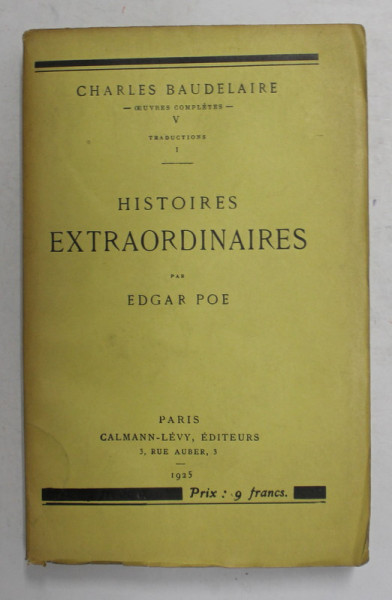 CHARLES BAUDELAIRE
— ŒUVRES COMPLÈTES —
V
TRADUCTIONS
I
HISTOIRES
EXTRAORDINAIRES
PAR
EDGAR POE
PARIS
CALMANN-LÉVY, ÉDITEURS
3, RUE AUBER, 3
1925
Prix : 9 francs.